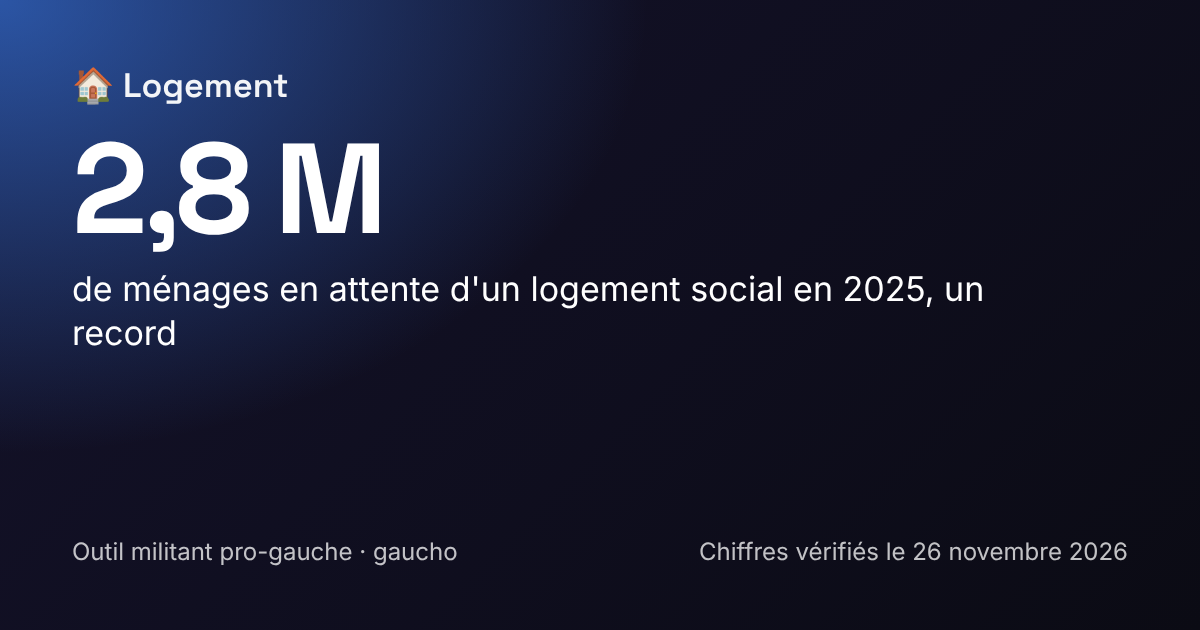 🏠 Logement
2,8 M
de ménages en attente d'un logement social en 2025, un
record
Outil militant pro-gauche · gaucho
Chiffres vérifiés le 26 novembre 2026